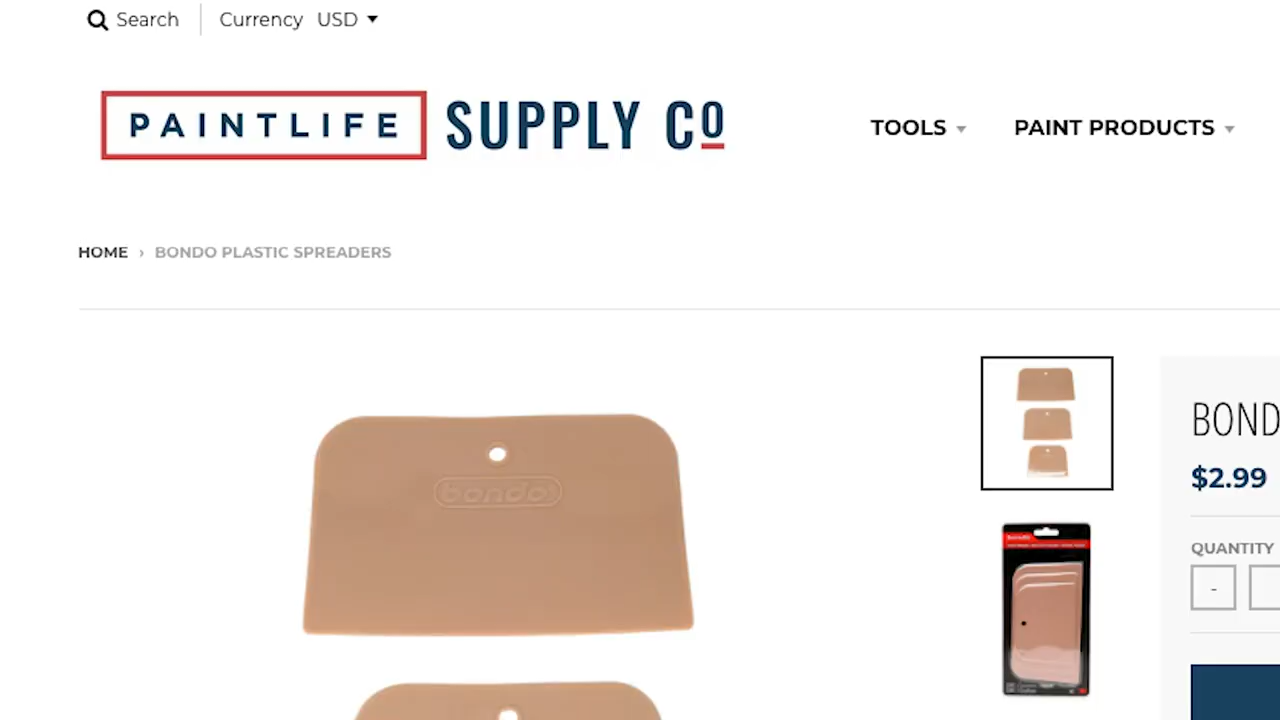 Search
Currency USD
PAINTLIFE SUPPLY CO
TOOLS
PAINT PRODUCTS
HOME › BONDO PLASTIC SPREADERS
bondo
BOND
$2.99
QUANTITY
-